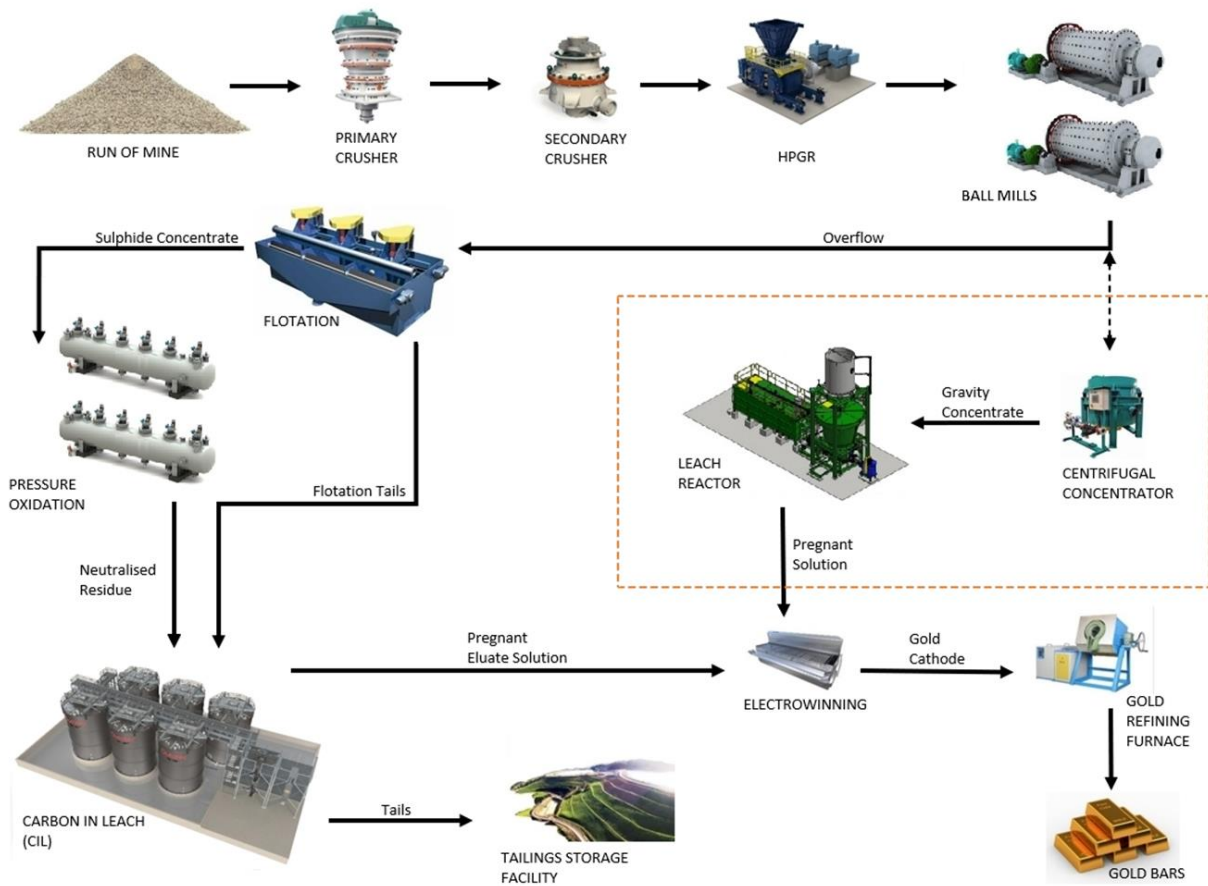 RUN OF MINE
PRIMARY
CRUSHER
SECONDARY
CRUSHER
HPGR
BALL MILLS
Sulphide Concentrate
Overflow
FLOTATION
Gravity
Concentrate
LEACH
REACTOR
CENTRIFUGAL
CONCENTRATOR
PRESSURE
OXIDATION
Flotation Tails
Pregnant
Solution
Neutralised
Residue
Pregnant
Eluate Solution
Gold
Cathode
ELECTROWINNING
GOLD
REFINING
FURNACE
CARBON IN LEACH
(CIL)
Tails
TAILINGS STORAGE
FACILITY
GOLD BARS